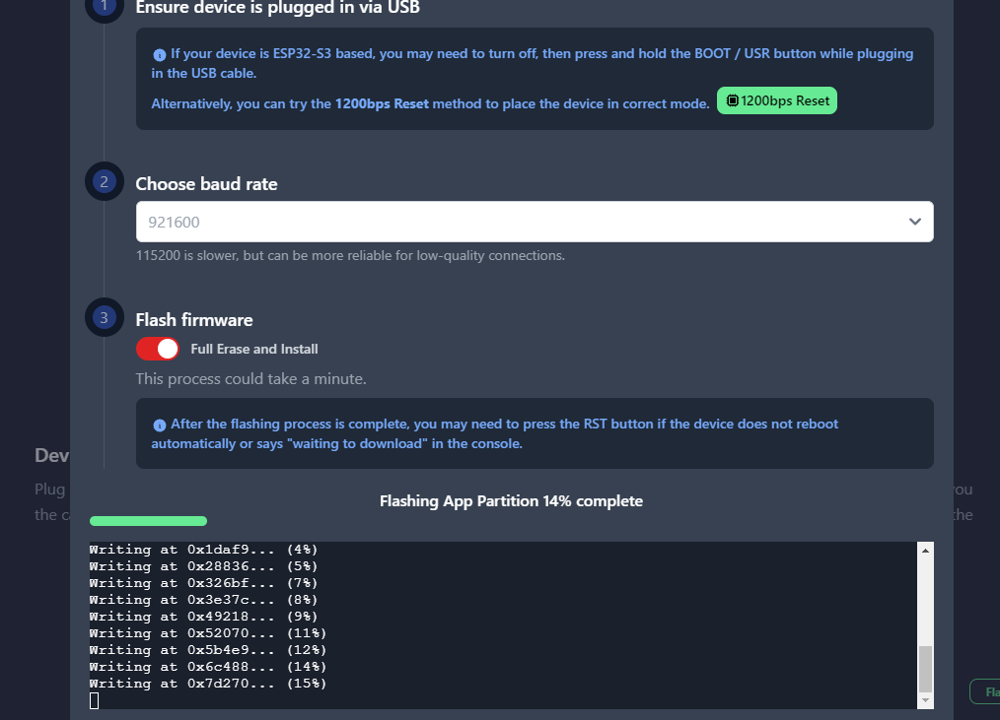 1
Ensure device is plugged in via USB
If your device is ESP32-S3 based, you may need to turn off, then press and hold the BOOT / USR button while plugging
in the USB cable.
Alternatively, you can try the 1200bps Reset method to place the device in correct mode. 1200bps Reset
2
Choose baud rate
921600
115200 is slower, but can be more reliable for low-quality connections.
3
Flash firmware
Full Erase and Install
This process could take a minute.
After the flashing process is complete, you may need to press the RST button if the device does not reboot
automatically or says "waiting to download" in the console.
Dev
Plug
the
the
Flashing App Partition 14% complete
Writing at 0x1daf9... (4%)
Writing at 0x28836... (5%)
Writing at 0x326bf... (7%)
Writing at 0x3e37c... (8%)
Writing at 0x49218... (9%)
Writing at 0x52070... (11%)
Writing at 0x5b4e9... (12%)
Writing at 0x6c488... (14%)
Writing at 0x7d270... (15%)